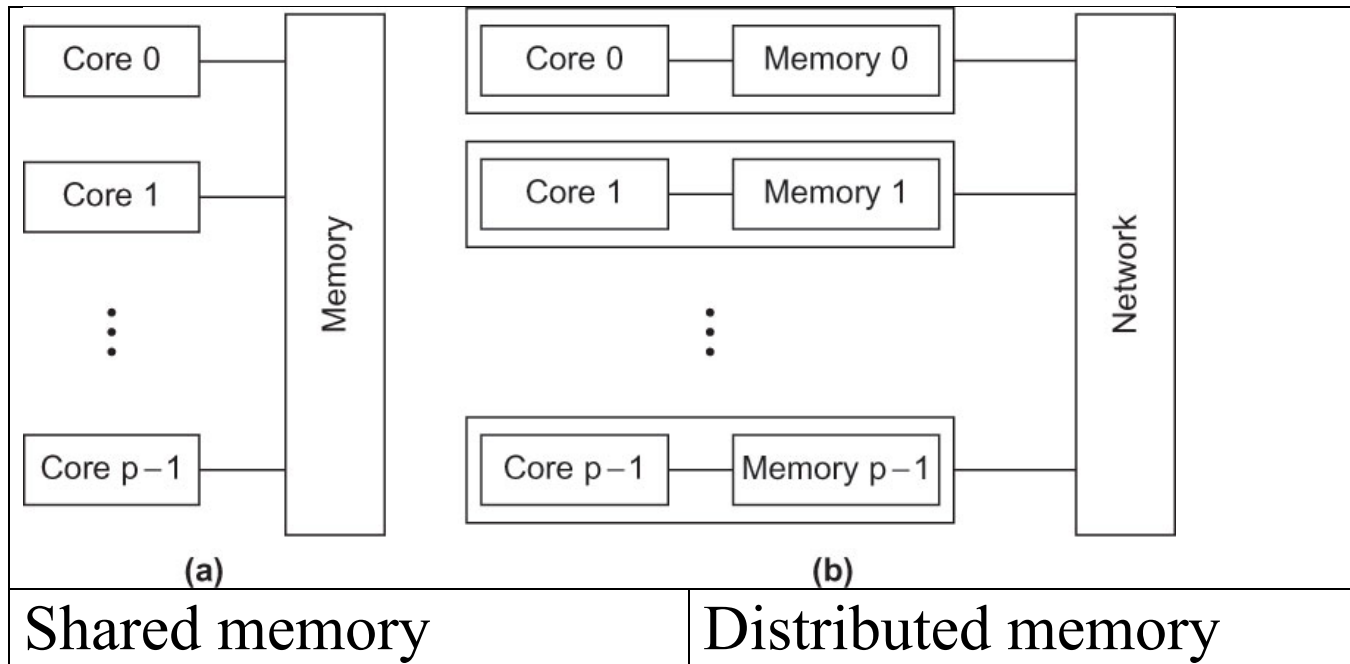 Core 0
Core 1
Core p−1
Memory
(a)
Core 0
Memory 0
Core 1
Memory 1
Core p−1
Memory p−1
Network
(b)
Shared memory
Distributed memory